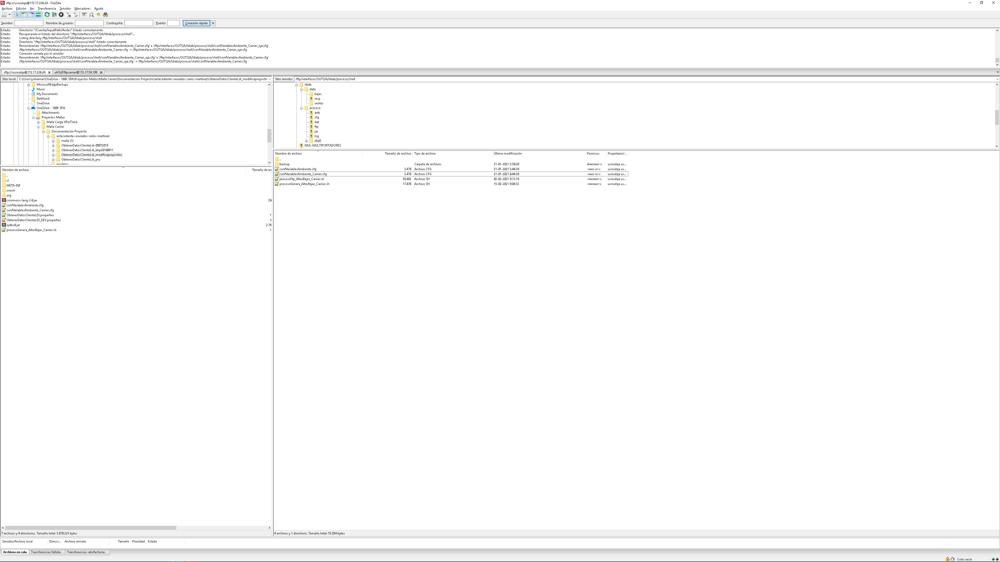 sftp://usroutqa@172.17.226.24 - FileZilla
Archivo Edición Ver Transferencia Servidor Marcadores Ayuda
Servidor: Nombre de usuario: Contraseña: Puerto: Conexión rápida
Estado: Directorio "/Cuenta/InputPath/Andes" listado correctamente
Estado: Recuperando el listado del directorio "/ftp/interfaces/OUTQA/ldiab/proceso/shell"...
Estado: Listing directory /ftp/interfaces/OUTQA/ldiab/proceso/shell
Estado: Directorio "/ftp/interfaces/OUTQA/ldiab/proceso/shell" listado correctamente
Estado: Renombrando '/ftp/interfaces/OUTQA/ldiab/proceso/shell/confVariablesAmbiente_Carrier.cfg' a '/ftp/interfaces/OUTQA/ldiab/proceso/shell/confVariablesAmbiente_Carrier_xyz.cfg'
Estado: /ftp/interfaces/OUTQA/ldiab/proceso/shell/confVariablesAmbiente_Carrier.cfg -> /ftp/interfaces/OUTQA/ldiab/proceso/shell/confVariablesAmbiente_Carrier_xyz.cfg
Estado: Conexión cerrada por el servidor
Estado: Renombrando '/ftp/interfaces/OUTQA/ldiab/proceso/shell/confVariablesAmbiente_Carrier_xyz.cfg' a '/ftp/interfaces/OUTQA/ldiab/proceso/shell/confVariablesAmbiente_Carrier.cfg'
Estado: /ftp/interfaces/OUTQA/ldiab/proceso/shell/confVariablesAmbiente_Carrier_xyz.cfg -> /ftp/interfaces/OUTQA/ldiab/proceso/shell/confVariablesAmbiente_Carrier.cfg
sftp://usroutqa@172.17.226.24 vtr%2Fftpcarrier@172.17.58.199
Sitio local: C:\Users\jsilvamar\OneDrive - 160K SPA\Proyectos Mallas\Malla Carrier\Documentación Proyecto\antecedentes enviados carlos martinez\ObtenerDatosClienteLdi_modificapropisrti
MicrosoftEdgeBackups
Music
My Documents
NetHood
OneDrive
OneDrive - 160K SPA
Attachments
Proyectos Mallas
Malla Carga XPerTrack
Malla Carrier
Documentación Proyecto
antecedentes enviados carlos martinez
malla (1)
ObtenerDatosClienteLdi-09072019
ObtenerDatosClienteLdi_bkp20180411
ObtenerDatosClienteLdi_modificapropisrties
ObtenerDatosClienteLdi_pru
modelos
Nombre de archivo Tamaño de arc
..
cl
META-INF
oracle
org
commons-lang-2.6.jar 28
confVariablesAmbiente.cfg
confVariablesAmbiente_Carrier.cfg
ObtenerDatosClienteLDI.properties 1
ObtenerDatosClienteLDI_DEV.properties 1
ojdbc6.jar 2.74
procesoGenera_AltasBajas_Carrier.sh 1
7 archivos y 4 directorios. Tamaño total: 3.079.223 bytes
Sitio remoto: /ftp/interfaces/OUTQA/ldiab/proceso/shell
ldiab
data
bajas
resp
ventas
proceso
awk
cfg
dat
ftp
jar
log
shell
MUL-MULTIPORTADORES
Nombre de archivo Tamaño de archivo Tipo de archivo Última modificación Permisos Propietario/...
..
backup Carpeta de archivos 21-01-2021 5:30:20 drwxrwxr-x usroutqa us...
confVariablesAmbiente.cfg 3.478 Archivo CFG 21-01-2021 5:44:38 -rwxr-xr-x usroutqa us...
confVariablesAmbiente_Carrier.cfg 3.478 Archivo CFG 21-01-2021 6:44:38 -rwxr-xr-x usroutqa us...
procesoFtp_AltasBajas_Carrier.sh 30.402 Archivo SH 02-02-2021 9:13:18 -rwxrwxr-x usroutqa us...
procesoGenera_AltasBajas_Carrier.sh 17.676 Archivo SH 15-02-2021 9:08:32 -rwxrwxr-x usroutqa us...
4 archivos y 1 directorio. Tamaño total: 55.034 bytes
Servidor/Archivo local Direcci... Archivo remoto Tamaño Prioridad Estado
Archivos en cola Transferencias fallidas Transferencias satisfactorias
Cola: vacía